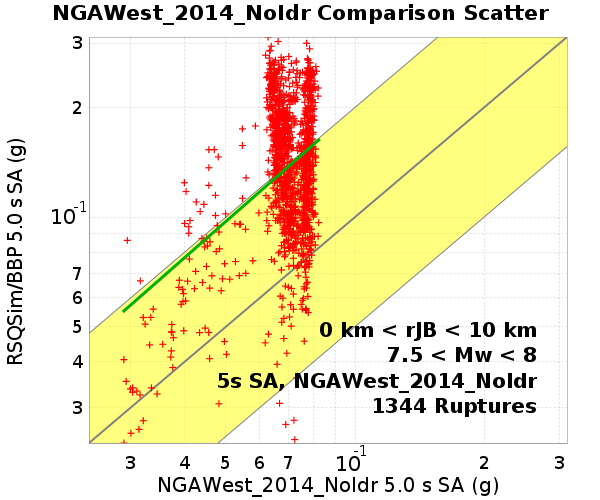 NGAWest_2014_NoIdr Comparison Scatter
3
2
10-1
7
6
5
4
3
RSQSim/BBP 5.0 s SA (g)
0 km < rJB < 10 km
7.5 < Mw < 8
5s SA, NGAWest_2014_NoIdr
1344 Ruptures
3 4 5 6 7 10-1 2 3
NGAWest_2014_NoIdr 5.0 s SA (g)